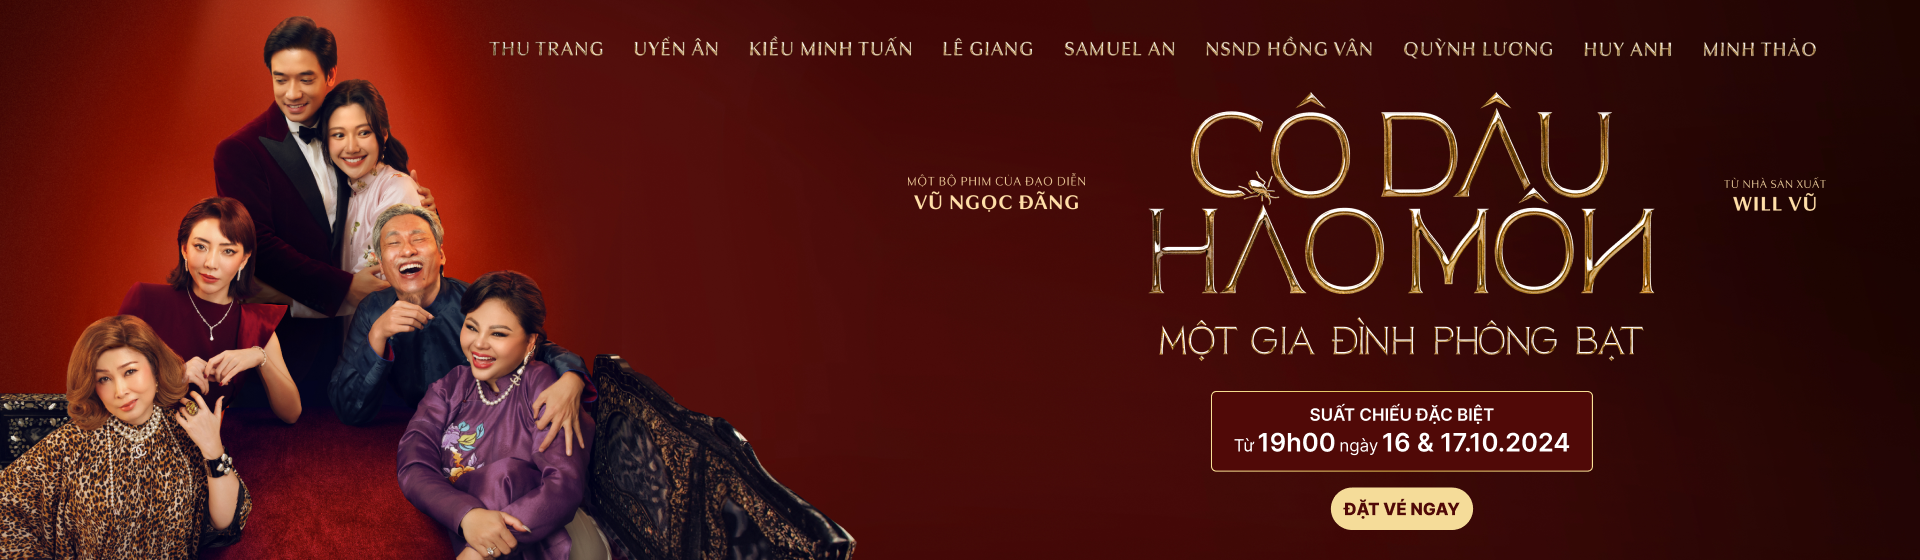 THU TRANG UYỂN ÂN KIỀU MINH TUẤN LÊ GIANG SAMUEL AN NSND HỒNG VÂN QUỲNH LƯƠNG HUY ANH MINH THẢO
MỘT BỘ PHIM CỦA ĐẠO DIỄN
VŨ NGỌC ĐÃNG
CÔ DÂU
HÀO MÔN
TỪ NHÀ SẢN XUẤT
WILL VŨ
MỘT GIA ĐÌNH PHÔNG BẠT
SUẤT CHIẾU ĐẶC BIỆT
Từ 19h00 ngày 16 & 17.10.2024
ĐẶT VÉ NGAY